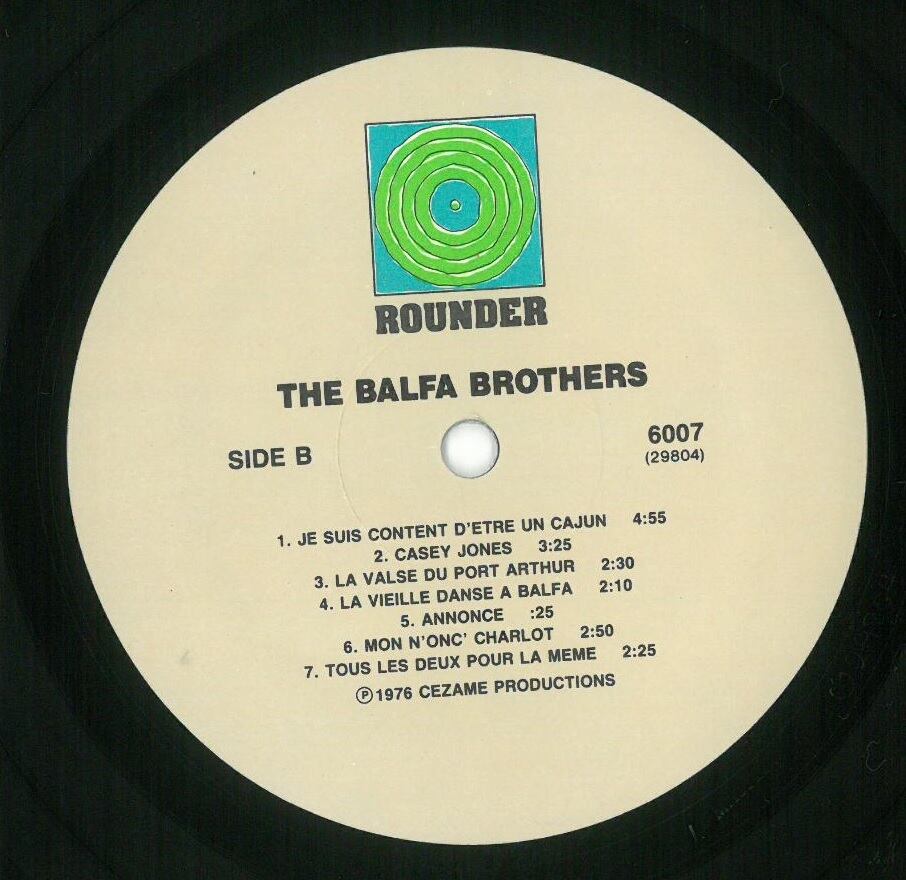 ROUNDER
THE BALFA BROTHERS
SIDE B
6007
(29804)
1. JE SUIS CONTENT D'ETRE UN CAJUN 4:55
2. CASEY JONES 3:25
3. LA VALSE DU PORT ARTHUR 2:30
4. LA VIEILLE DANSE A BALFA 2:10
5. ANNONCE :25
6. MON N'ONC' CHARLOT 2:50
7. TOUS LES DEUX POUR LA MEME 2:25
Ⓟ1976 CEZAME PRODUCTIONS